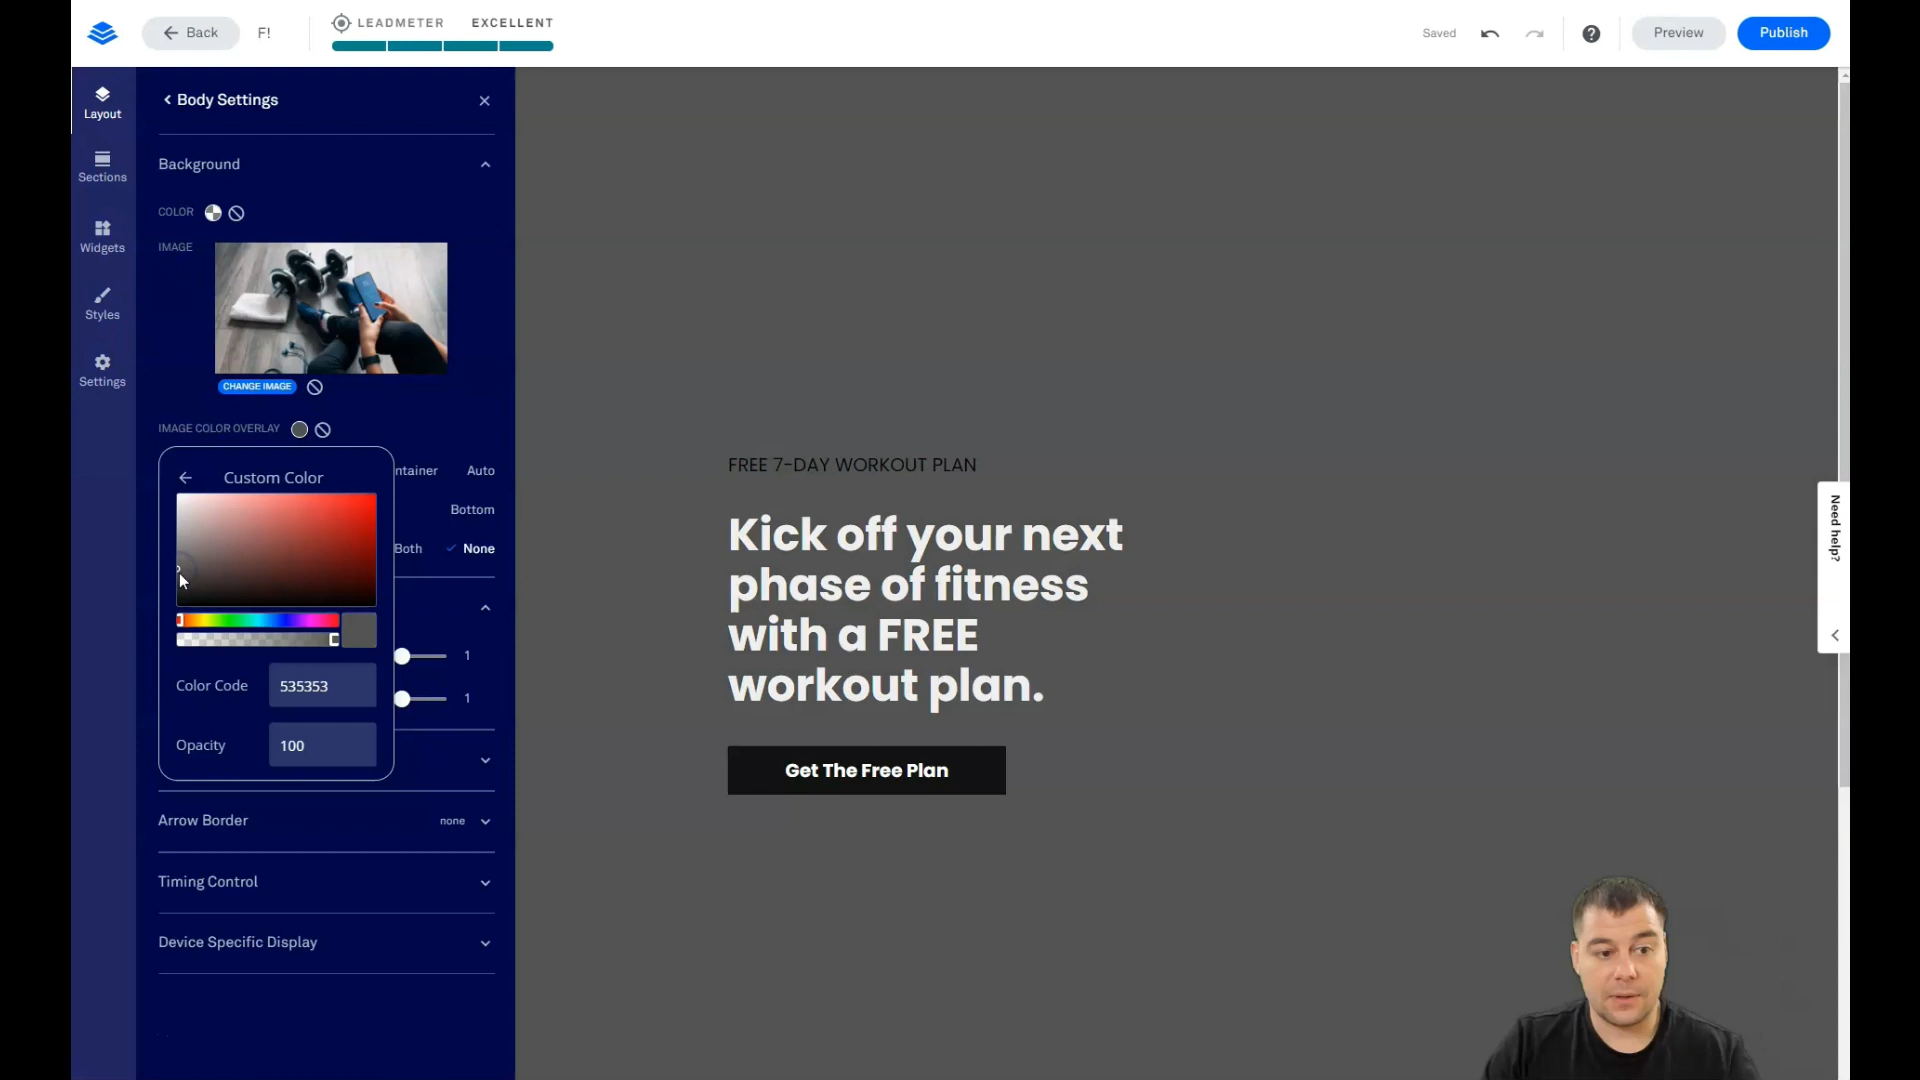 Back
F!
LEADMETER EXCELLENT
Saved
Preview
Publish
Layout
Sections
Widgets
Styles
Settings
Body Settings
Background
COLOR
IMAGE
CHANGE IMAGE
IMAGE COLOR OVERLAY
Custom Color
ntainer Auto
Bottom
Both None
1
Color Code 535353
1
Opacity 100
Arrow Border none
Timing Control
Device Specific Display
FREE 7-DAY WORKOUT PLAN
Kick off your next
phase of fitness
with a FREE
workout plan.
Get The Free Plan
Need help?